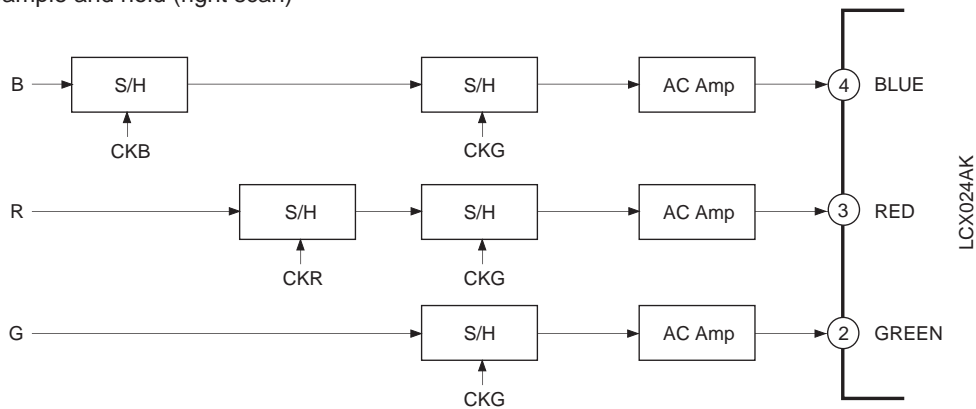 ample and hold (right scan)
B S/H S/H AC Amp 4 BLUE
CKB CKG
R S/H S/H AC Amp 3 RED
CKR CKG
G S/H AC Amp 2 GREEN
CKG
LCX024AK